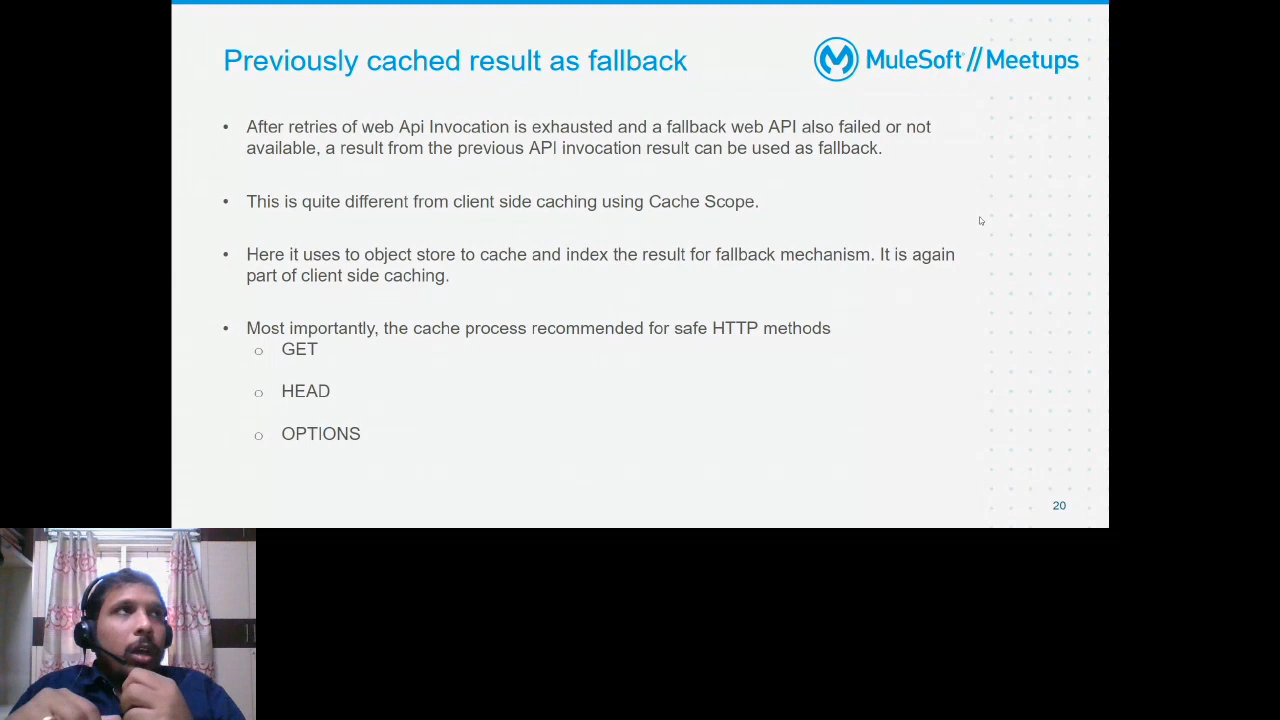 Previously cached result as fallback
MuleSoft // Meetups
• After retries of web Api Invocation is exhausted and a fallback web API also failed or not
available, a result from the previous API invocation result can be used as fallback.
• This is quite different from client side caching using Cache Scope.
• Here it uses to object store to cache and index the result for fallback mechanism. It is again
part of client side caching.
• Most importantly, the cache process recommended for safe HTTP methods
o GET
o HEAD
o OPTIONS
20